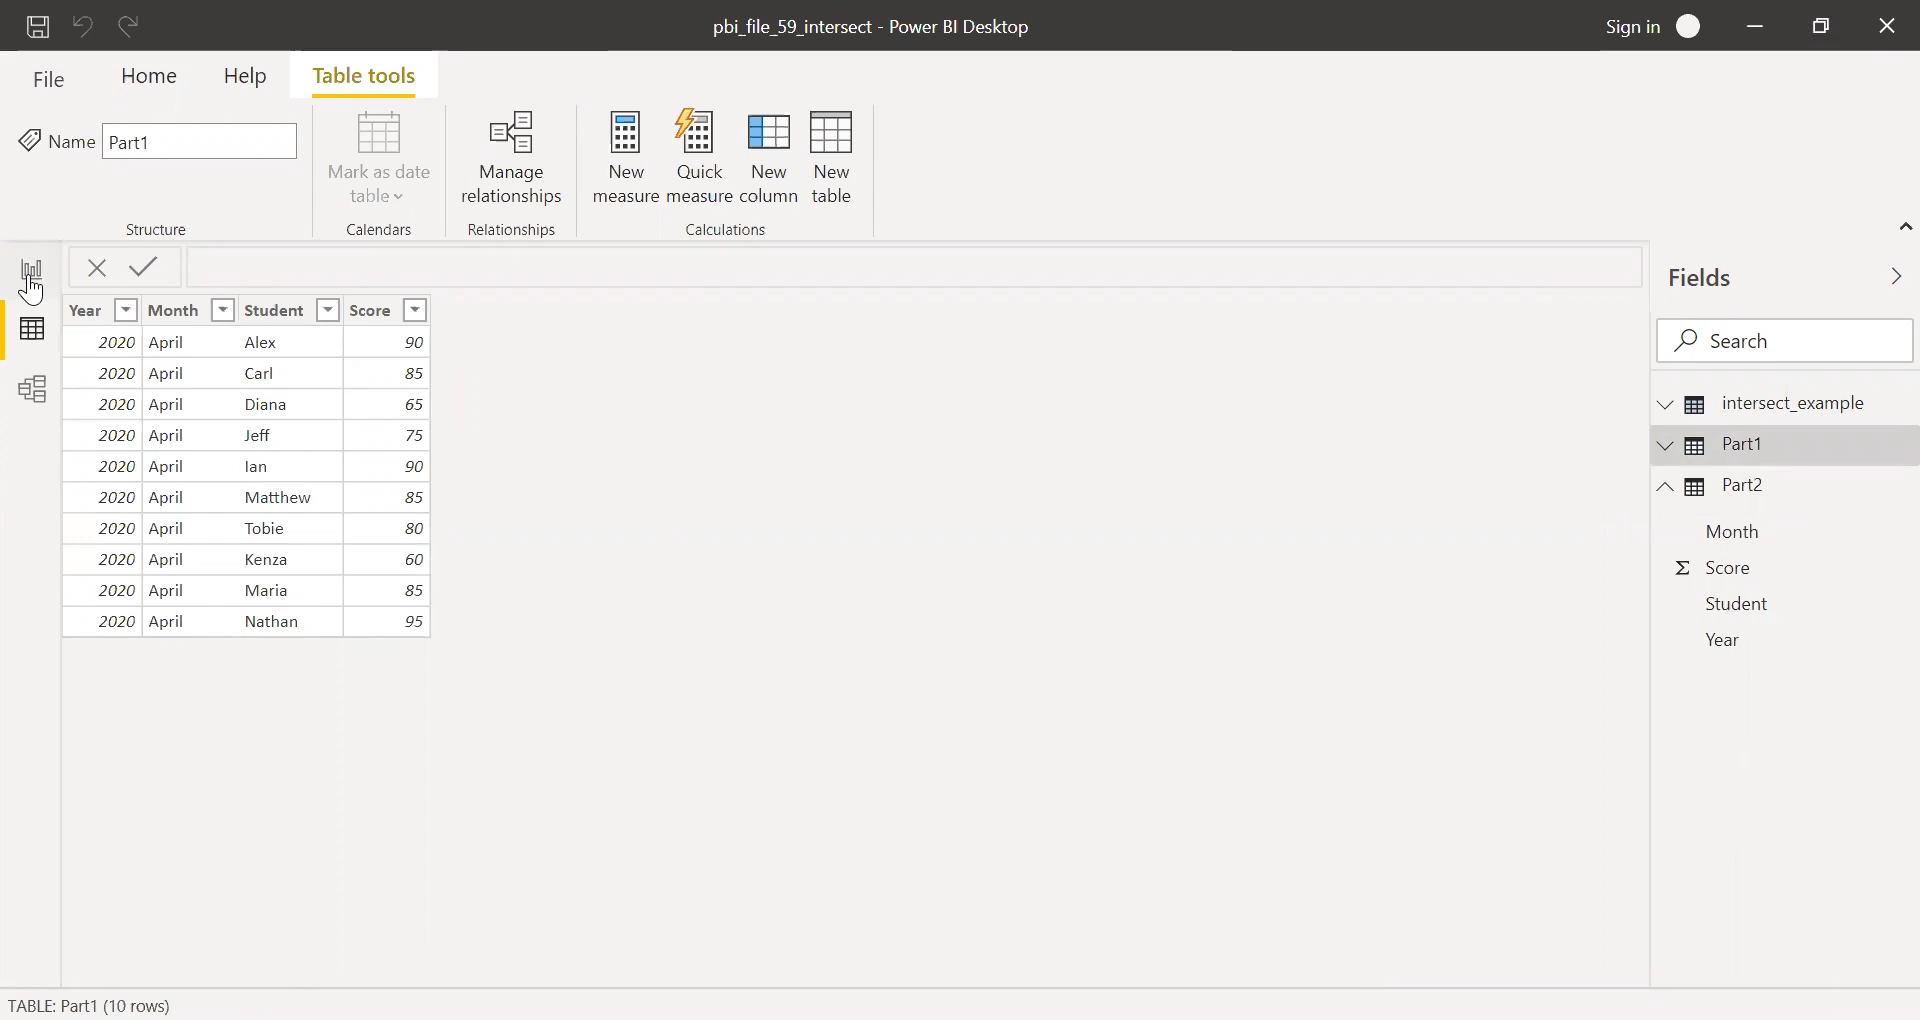 pbi_file_59_intersect - Power BI Desktop
Sign in
File Home Help Table tools
Name Part1
Mark as date table
Manage relationships
New measure
Quick measure
New column
New table
Structure Calendars Relationships Calculations
Fields
Search
intersect_example
Part1
Part2
Month
Σ Score
Student
Year
Year Month Student Score
2020 April Alex 90
2020 April Carl 85
2020 April Diana 65
2020 April Jeff 75
2020 April Ian 90
2020 April Matthew 85
2020 April Tobie 80
2020 April Kenza 60
2020 April Maria 85
2020 April Nathan 95
TABLE: Part1 (10 rows)